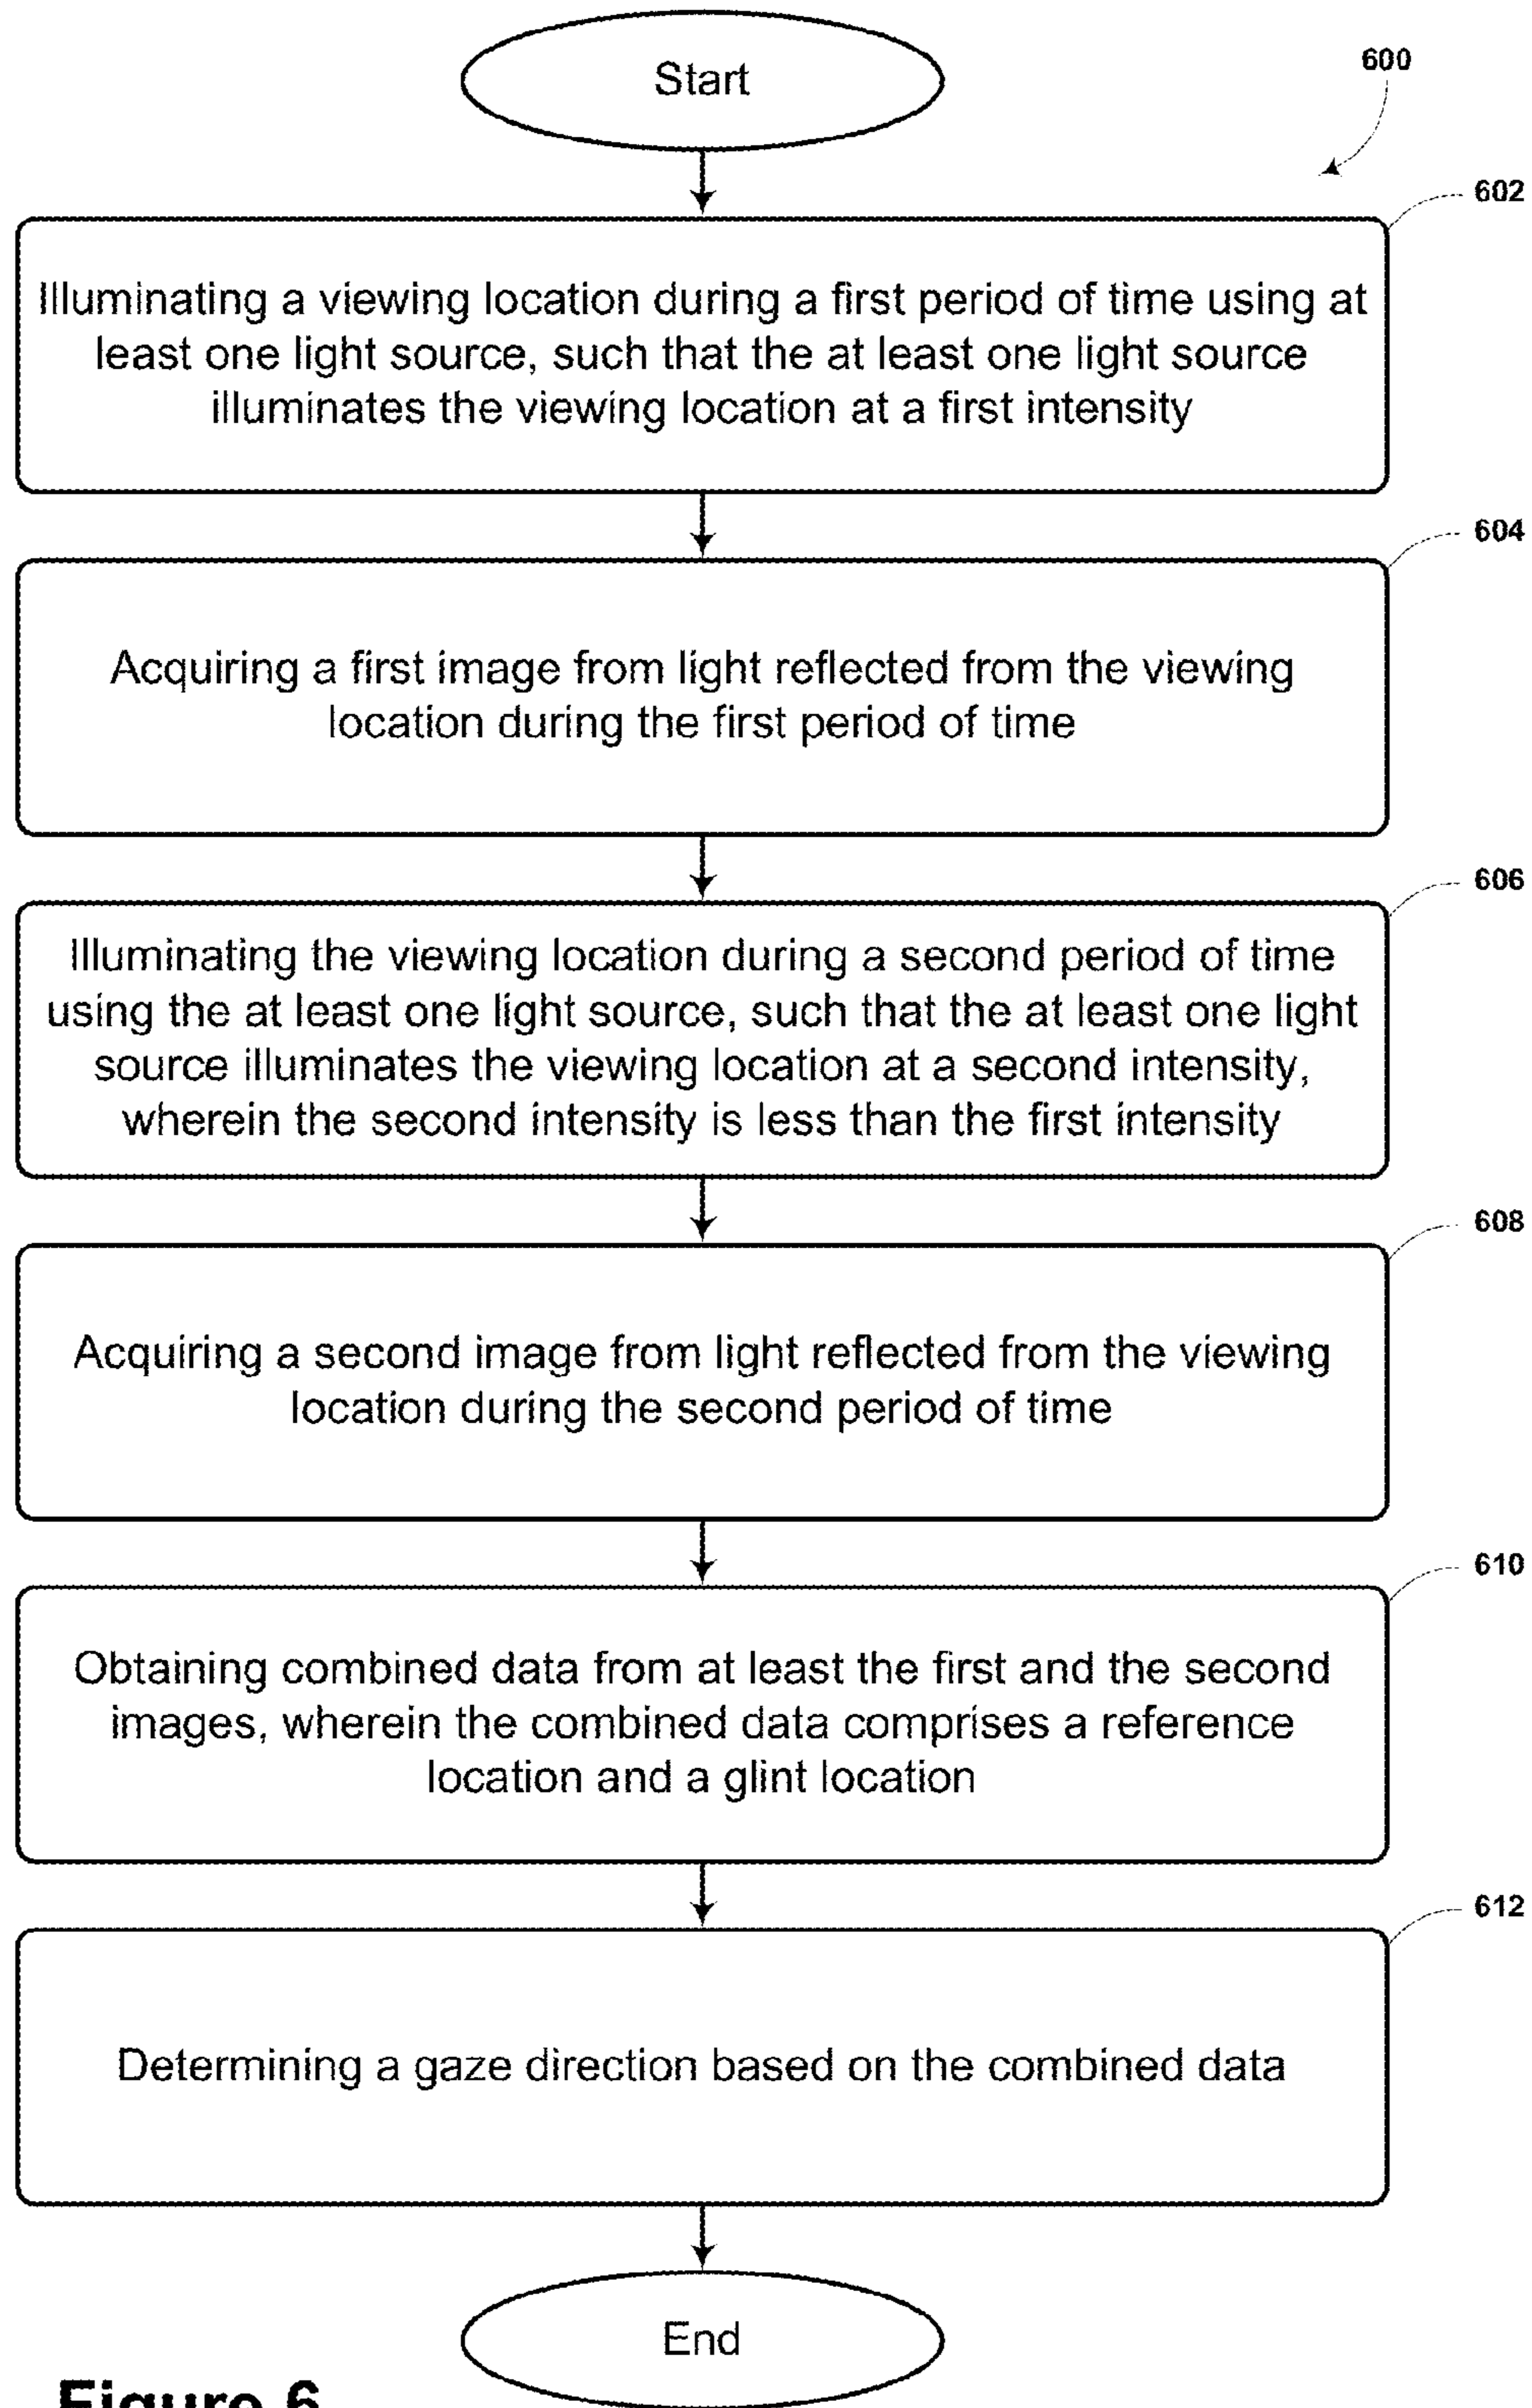 Start
600
602
Illuminating a viewing location during a first period of time using at
least one light source, such that the at least one light source
illuminates the viewing location at a first intensity
604
Acquiring a first image from light reflected from the viewing
location during the first period of time
606
Illuminating the viewing location during a second period of time
using the at least one light source, such that the at least one light
source illuminates the viewing location at a second intensity,
wherein the second intensity is less than the first intensity
608
Acquiring a second image from light reflected from the viewing
location during the second period of time
610
Obtaining combined data from at least the first and the second
images, wherein the combined data comprises a reference
location and a glint location
612
Determining a gaze direction based on the combined data
End
Figure 6